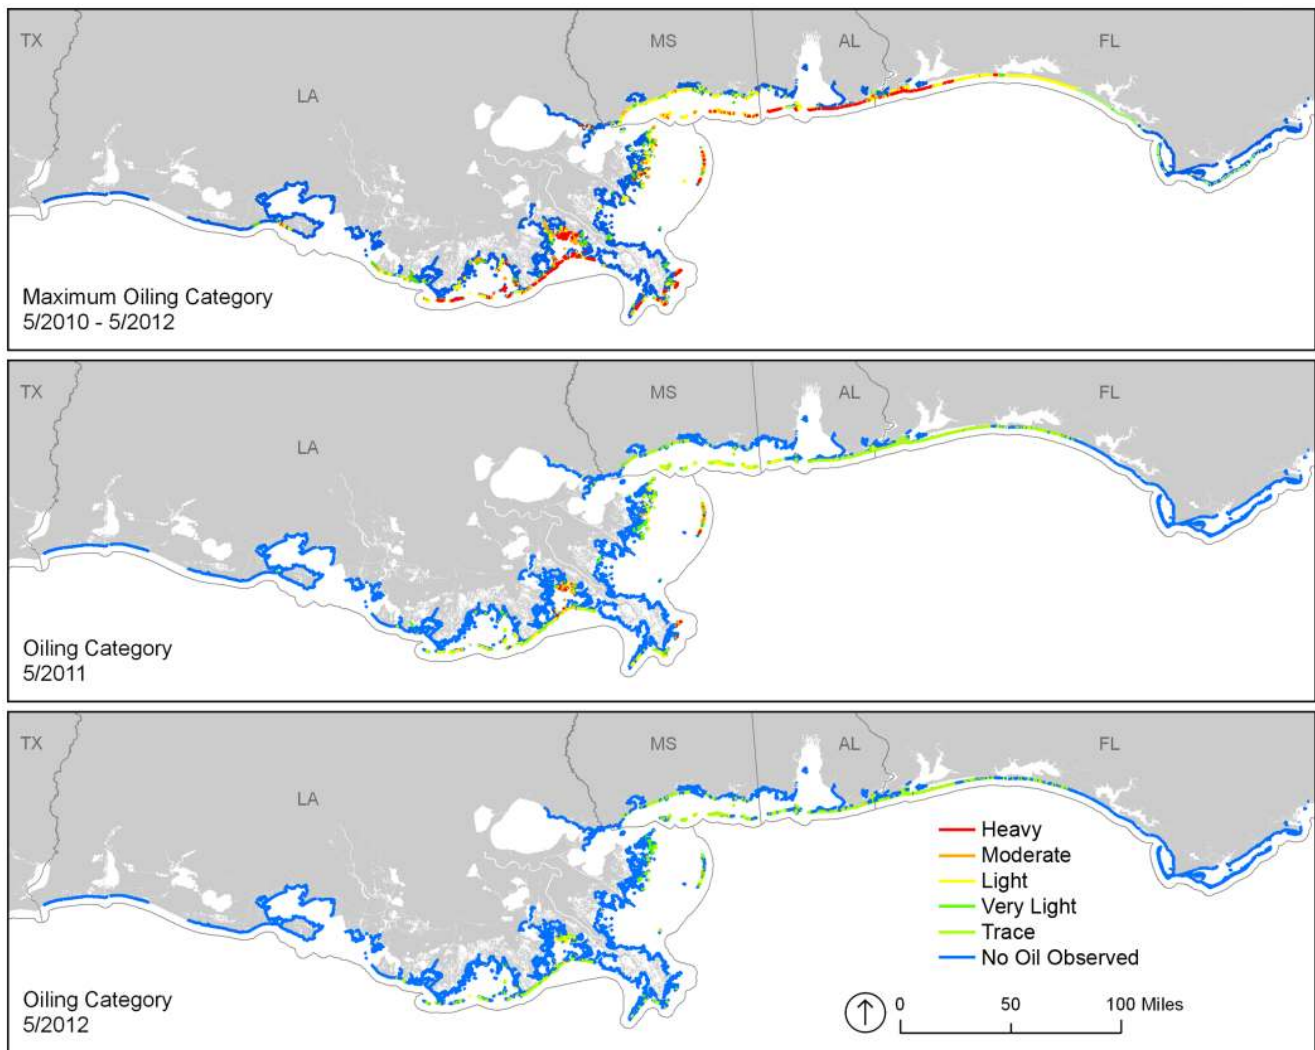 TX
MS
AL
FL
LA
Maximum Oiling Category
5/2010 - 5/2012
TX
MS
AL
FL
LA
Oiling Category
5/2011
TX
MS
AL
FL
LA
Heavy
Moderate
Light
Very Light
Trace
No Oil Observed
Oiling Category
5/2012
0 50 100 Miles